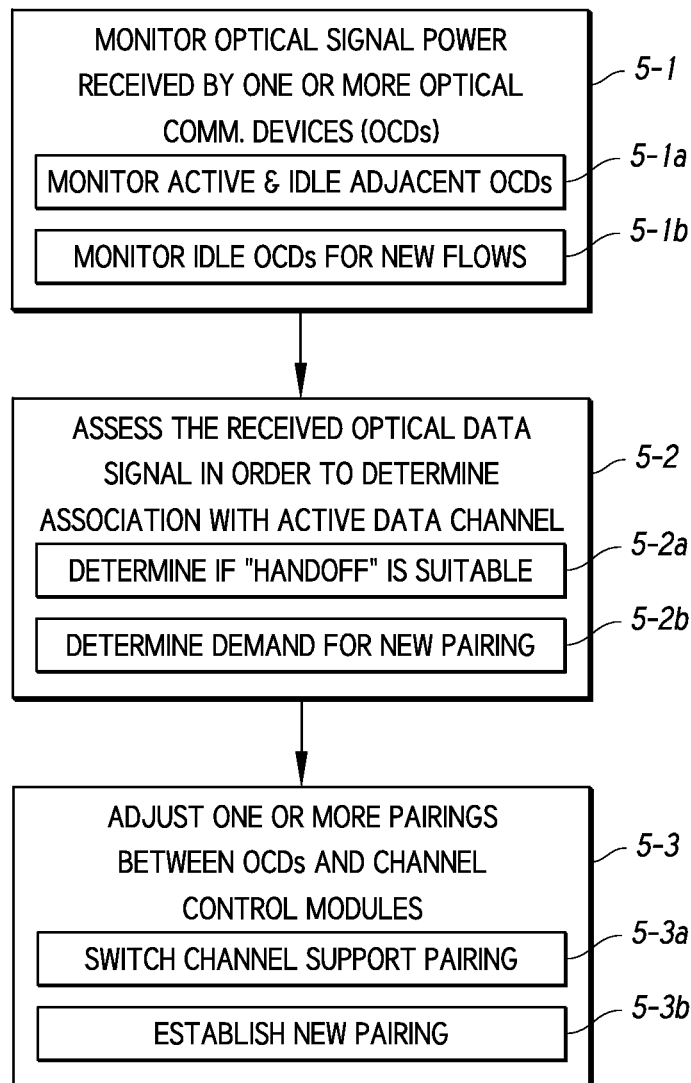 MONITOR OPTICAL SIGNAL POWER
RECEIVED BY ONE OR MORE OPTICAL
COMM. DEVICES (OCDs)
5-1
MONITOR ACTIVE & IDLE ADJACENT OCDs
5-1a
MONITOR IDLE OCDs FOR NEW FLOWS
5-1b
ASSESS THE RECEIVED OPTICAL DATA
SIGNAL IN ORDER TO DETERMINE
ASSOCIATION WITH ACTIVE DATA CHANNEL
5-2
DETERMINE IF "HANDOFF" IS SUITABLE
5-2a
DETERMINE DEMAND FOR NEW PAIRING
5-2b
ADJUST ONE OR MORE PAIRINGS
BETWEEN OCDs AND CHANNEL
CONTROL MODULES
5-3
SWITCH CHANNEL SUPPORT PAIRING
5-3a
ESTABLISH NEW PAIRING
5-3b